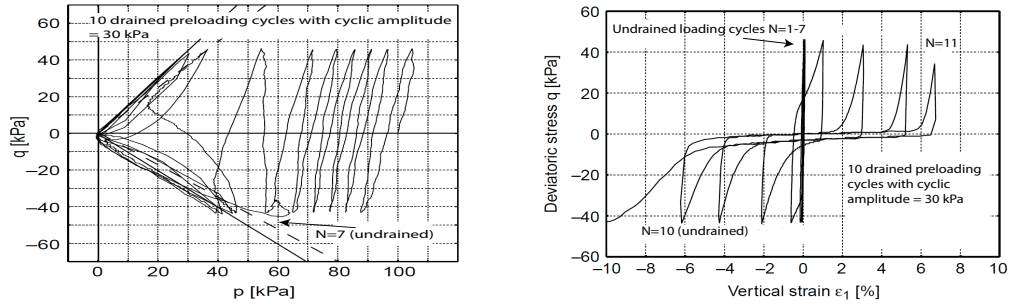 10 drained preloading cycles with cyclic amplitude
= 30 kPa
60
40
20
0
−20
−40
−60
q [kPa]
N=7 (undrained)
0 20 40 60 80 100
p [kPa]
60
40
20
0
−20
−40
−60
Deviatoric stress q [kPa]
Undrained loading cycles N=1-7
N=11
10 drained preloading
cycles with cyclic
amplitude = 30 kPa
N=10 (undrained)
−10 −8 −6 −4 −2 0 2 4 6 8 10
Vertical strain ε₁ [%]